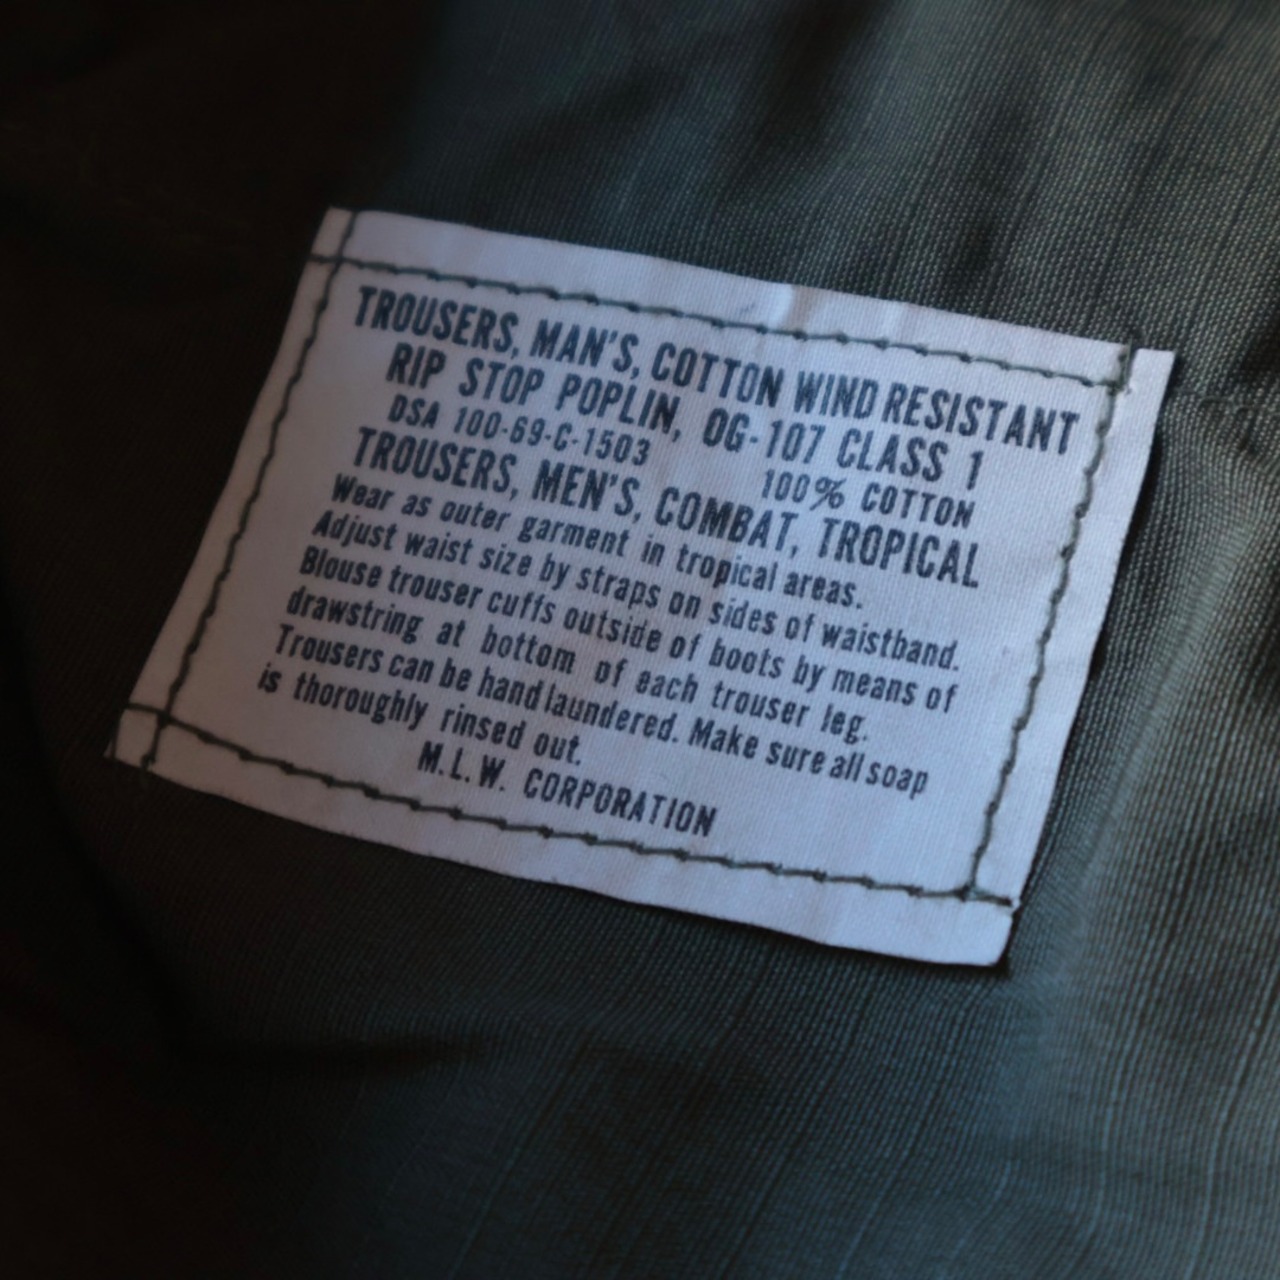 TROUSERS, MAN'S, COTTON WIND RESISTANT
RIP STOP POPLIN, OG-107 CLASS 1
DSA 100-69-C-1503 100% COTTON
TROUSERS, MEN'S, COMBAT, TROPICAL
Wear as outer garment in tropical areas.
Adjust waist size by straps on sides of waistband.
Blouse trouser cuffs outside of boots by means of
drawstring at bottom of each trouser leg.
Trousers can be hand laundered. Make sure all soap
is thoroughly rinsed out.
M.L.W. CORPORATION